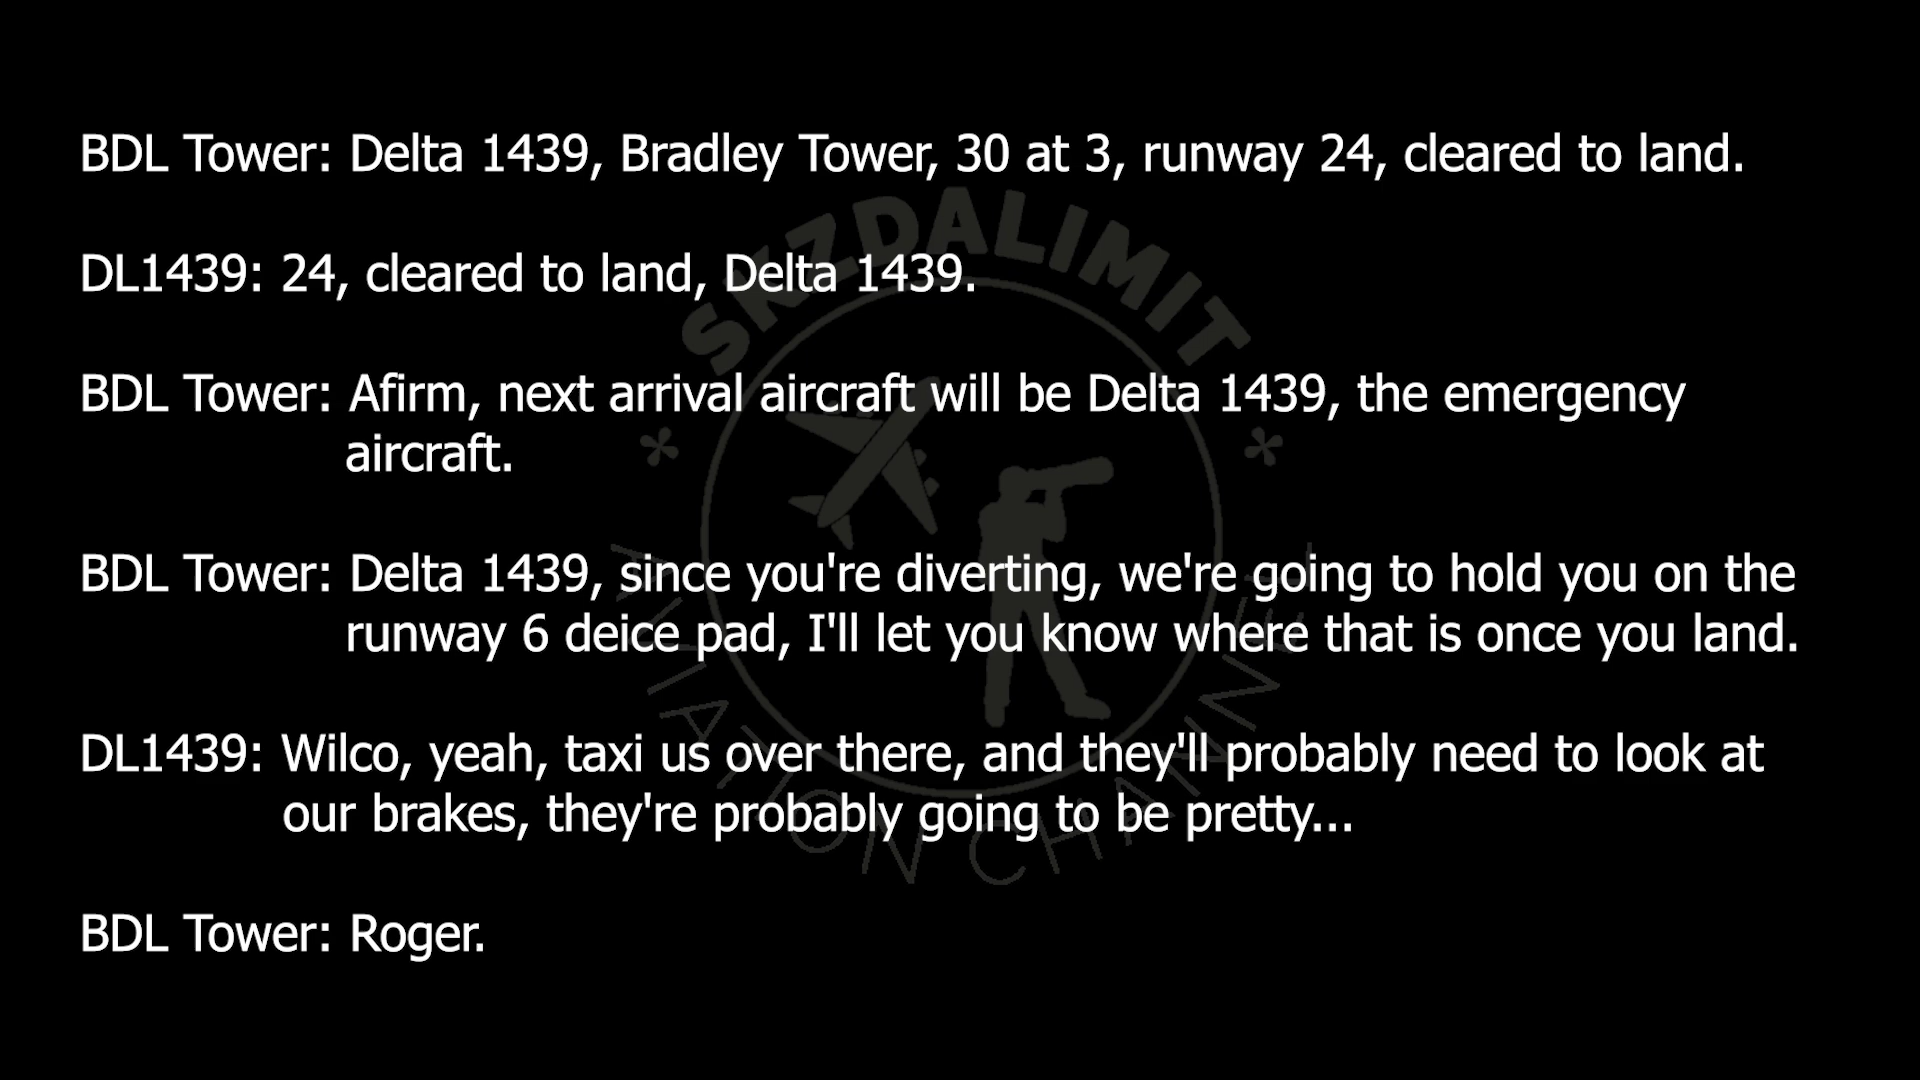 BDL Tower: Delta 1439, Bradley Tower, 30 at 3, runway 24, cleared to land.
DL1439: 24, cleared to land, Delta 1439.
BDL Tower: Afirm, next arrival aircraft will be Delta 1439, the emergency
aircraft.
BDL Tower: Delta 1439, since you're diverting, we're going to hold you on the
runway 6 deice pad, I'll let you know where that is once you land.
DL1439: Wilco, yeah, taxi us over there, and they'll probably need to look at
our brakes, they're probably going to be pretty...
BDL Tower: Roger.
SKZDALIMIT
AVIATION CHANNEL